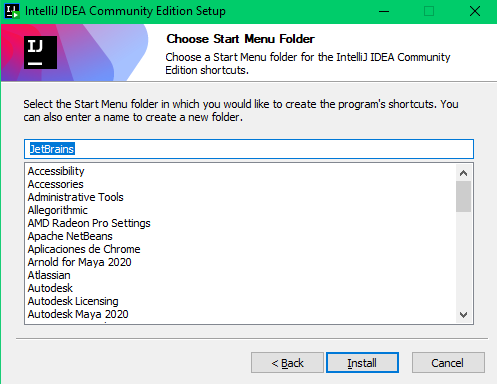 IntelliJ IDEA Community Edition Setup
IJ
Choose Start Menu Folder
Choose a Start Menu folder for the IntelliJ IDEA Community
Edition shortcuts.
Select the Start Menu folder in which you would like to create the program's shortcuts. You
can also enter a name to create a new folder.
JetBrains
Accessibility
Accessories
Administrative Tools
Allegorithmic
AMD Radeon Pro Settings
Apache NetBeans
Aplicaciones de Chrome
Arnold for Maya 2020
Atlassian
Autodesk
Autodesk Licensing
Autodesk Maya 2020
< Back
Install
Cancel